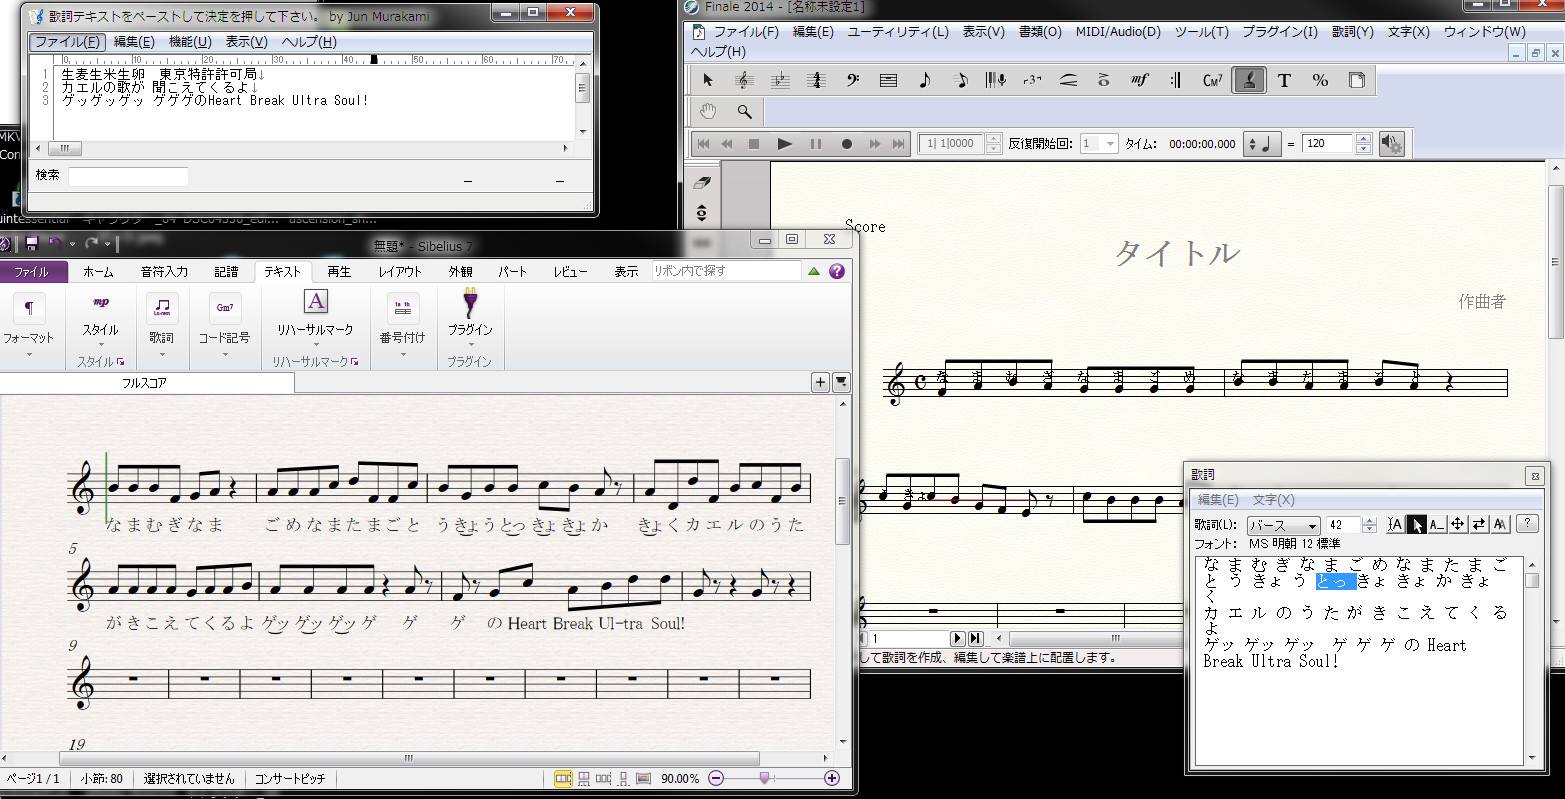 歌詞テキストをペーストして決定を押して下さい。 by Jun Murakami
ファイル(F) 編集(E) 機能(U) 表示(V) ヘルプ(H)
0 10 20 30 40 50 60 70
1 生麦生米生卵 東京特許許可局↓
2 カエルの歌が 聞こえてくるよ↓
3 ゲッゲッゲッ ゲゲゲのHeart Break Ultra Soul!
検索
Finale 2014 - [名称未設定1]
ファイル(F) 編集(E) ユーティリティ(L) 表示(V) 書類(O) MIDI/Audio(D) ツール(T) プラグイン(I) 歌詞(Y) 文字(X) ウィンドウ(W)
ヘルプ(H)
1| 1|0000 反復開始回: 1 タイム: 00:00:00.000 = 120
Score
タイトル
作曲者
1
して歌詞を作成、編集して楽譜上に配置します。
無題* - Sibelius 7
ファイル ホーム 音符入力 記譜 テキスト 再生 レイアウト 外観 パート レビュー 表示 リボン内で探す
フォーマット スタイル 歌詞 コード記号 リハーサルマーク 番号付け プラグイン
スタイル リハーサルマーク プラグイン
フルスコア
な ま む ぎ な ま ご め な ま た ま ご と う きょ う とっ きょ きょ か きょ く カ エ ル の う た
5
が き こ え て く る よ ゲッ ゲッ ゲッ ゲ ゲ ゲ の Heart Break Ul-tra Soul!
9
19
ページ1 / 1 小節: 80 選択されていません コンサートピッチ 90.00%
歌詞
編集(E) 文字(X)
歌詞(L): バース 42
フォント: MS 明朝 12 標準
な ま む ぎ な ま ご め な ま た ま ご
と う きょ う とっ きょ きょ か きょ
く
カ エ ル の う た が き こ え て く る
よ
ゲッ ゲッ ゲッ ゲ ゲ ゲ の Heart
Break Ultra Soul!